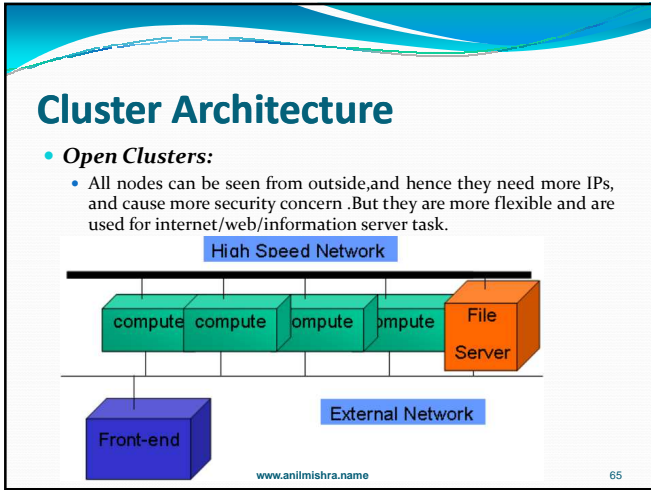 Cluster Architecture
Open Clusters:
All nodes can be seen from outside,and hence they need more IPs,
and cause more security concern .But they are more flexible and are
used for internet/web/information server task.
High Speed Network
compute compute ompute ompute File
Server
External Network
Front-end
www.anilmishra.name 65